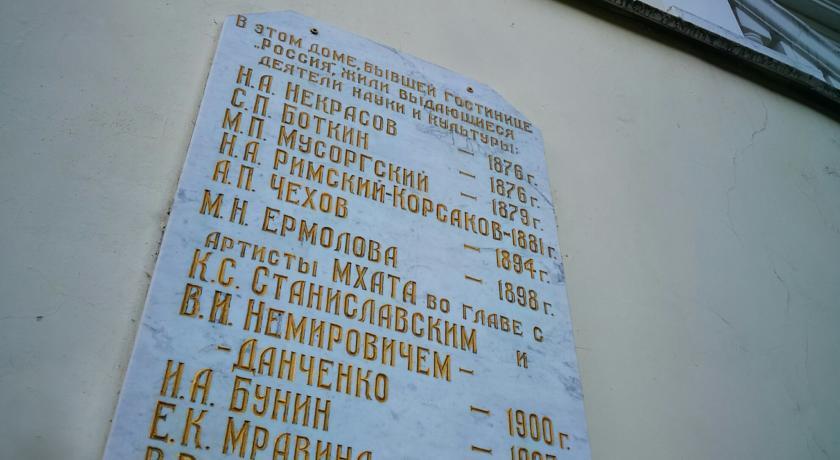 В ЭТОМ ДОМЕ, БЫВШЕЙ ГОСТИНИЦЕ
„РОССИЯ“, ЖИЛИ ВЫДАЮЩИЕСЯ
ДЕЯТЕЛИ НАУКИ И КУЛЬТУРЫ:
Н.А. НЕКРАСОВ – 1876 г.
С.П. БОТКИН – 1876 г.
М.П. МУСОРГСКИЙ – 1879 г.
Н.А. РИМСКИЙ-КОРСАКОВ-1881 г.
А.П. ЧЕХОВ – 1894 г.
М.Н. ЕРМОЛОВА – 1898 г.
АРТИСТЫ МХАТА ВО ГЛАВЕ С
К.С. СТАНИСЛАВСКИМ И
В.И. НЕМИРОВИЧЕМ-
-ДАНЧЕНКО – 1900 г.
И.А. БУНИН –
Е.К. МРАВИНА